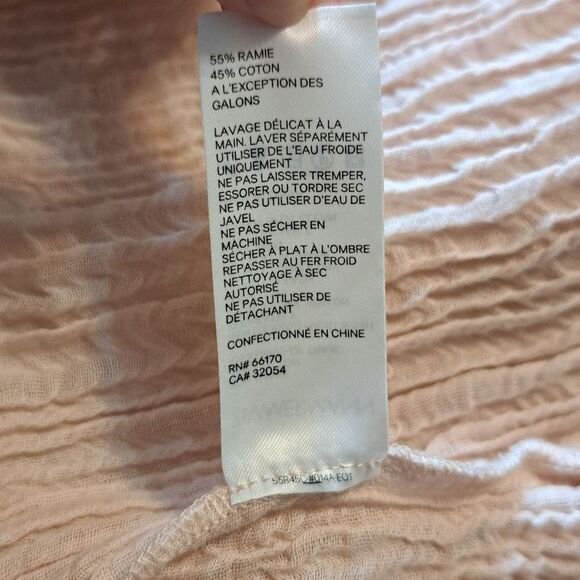 55% RAMIE
45% COTON
A L'EXCEPTION DES
GALONS
LAVAGE DÉLICAT À LA
MAIN. LAVER SÉPARÉMENT
UTILISER DE L'EAU FROIDE
UNIQUEMENT
NE PAS LAISSER TREMPER,
ESSORER OU TORDRE SEC
NE PAS UTILISER D'EAU DE
JAVEL
NE PAS SÉCHER EN
MACHINE
SÉCHER À PLAT À L'OMBRE
REPASSER AU FER FROID
NETTOYAGE À SEC
AUTORISÉ
NE PAS UTILISER DE
DÉTACHANT
CONFECTIONNÉ EN CHINE
RN# 66170
CA# 32054